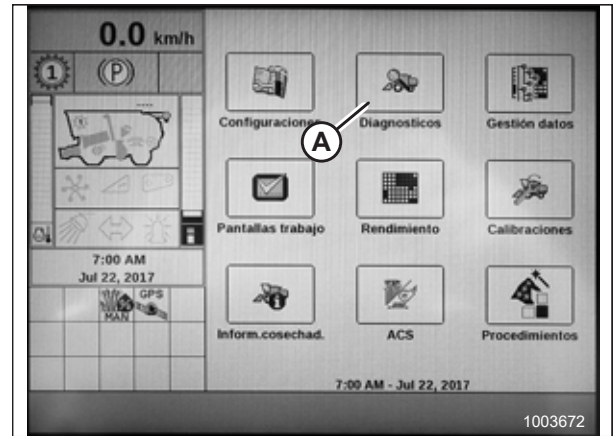 0.0 km/h
1
(P)
Configuraciones
Diagnosticos
Gestión datos
A
Pantallas trabajo
Rendimiento
Calibraciones
7:00 AM
Jul 22, 2017
MAN
GPS
Inform.cosechad.
ACS
Procedimientos
7:00 AM - Jul 22, 2017
1003672